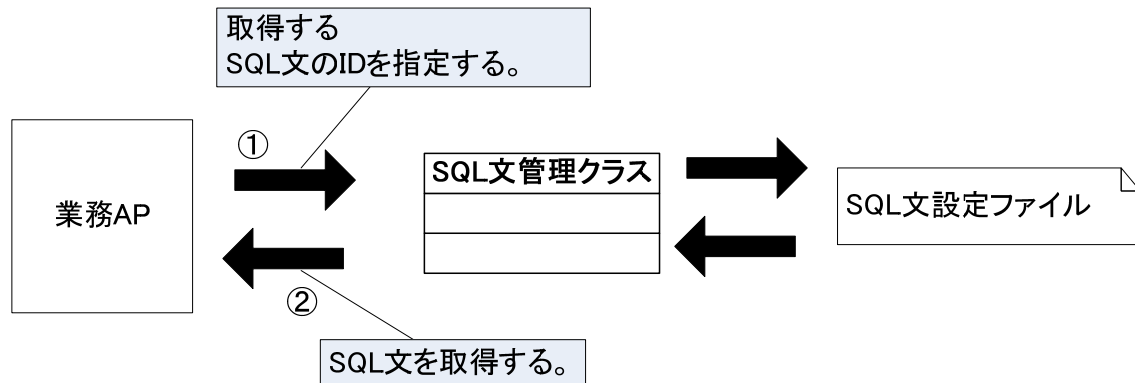 取得する
SQL文のIDを指定する。
①
業務AP
SQL文管理クラス
SQL文設定ファイル
②
SQL文を取得する。